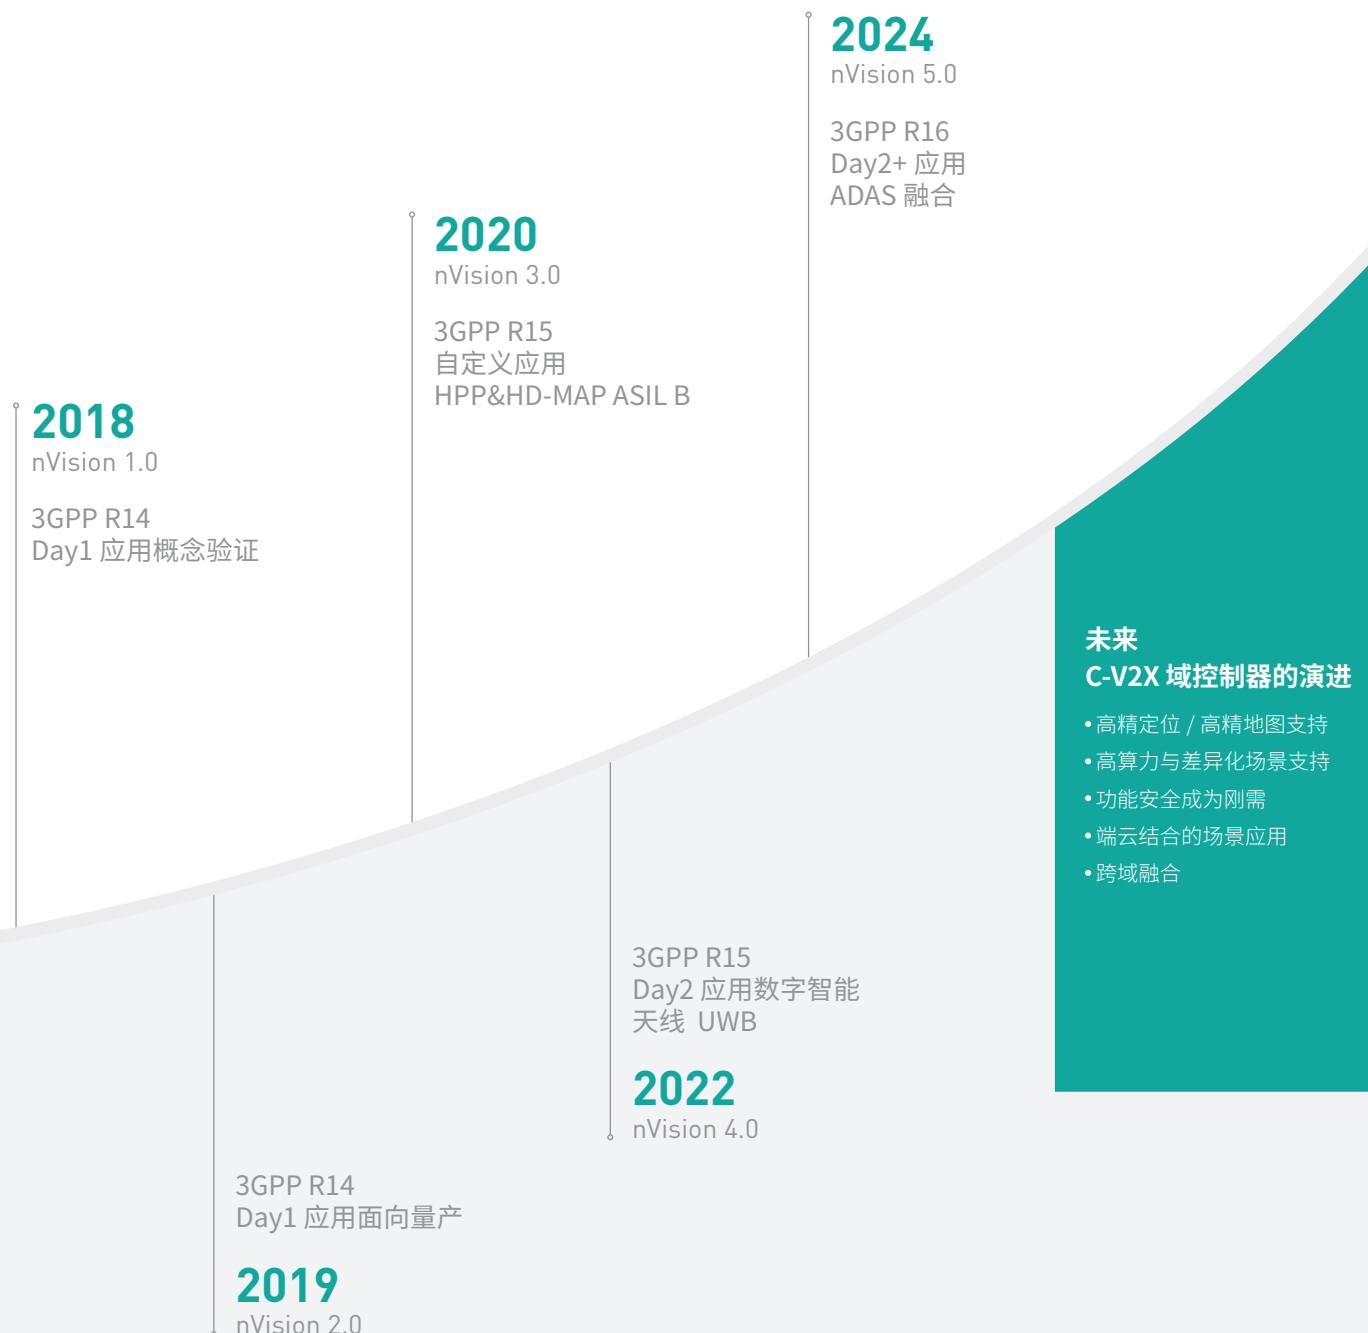 2024
nVision 5.0
3GPP R16
Day2+ 应用
ADAS 融合
2020
nVision 3.0
3GPP R15
自定义应用
HPP&HD-MAP ASIL B
2018
nVision 1.0
3GPP R14
Day1 应用概念验证
未来
C-V2X 域控制器的演进
•高精定位 / 高精地图支持
•高算力与差异化场景支持
•功能安全成为刚需
•端云结合的场景应用
•跨域融合
3GPP R15
Day2 应用数字智能
天线 UWB
2022
nVision 4.0
3GPP R14
Day1 应用面向量产
2019
nVision 2.0